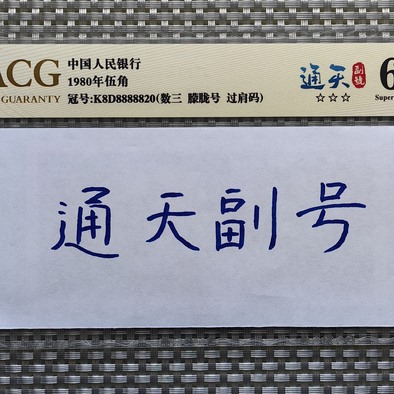 ACG
GUARANTY
中国人民银行
1980年伍角
冠号:K8D8888820(数三 朦胧号 过肩码)
通天
副號
☆☆☆
6
Super
通天副号